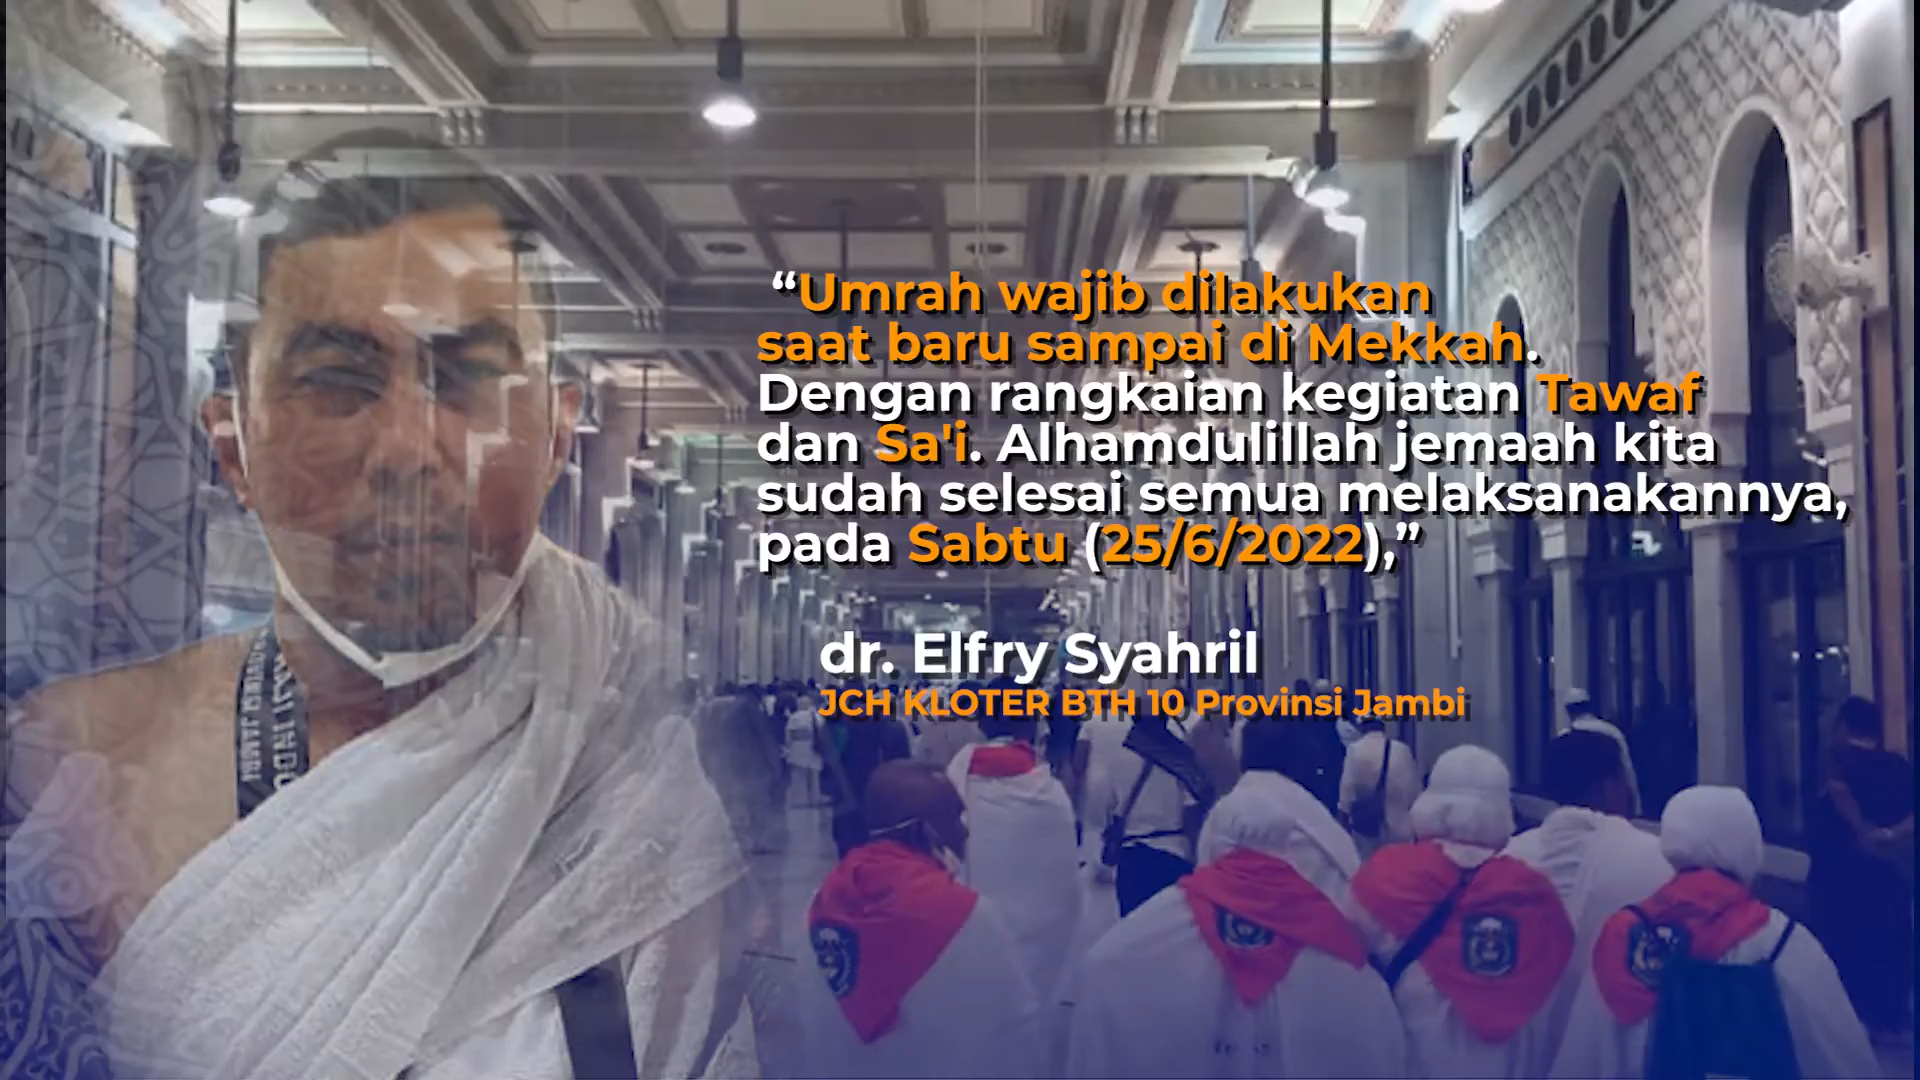 “Umrah wajib dilakukan
saat baru sampai di Mekkah.
Dengan rangkaian kegiatan Tawaf
dan Sa'i. Alhamdulillah jemaah kita
sudah selesai semua melaksanakannya,
pada Sabtu (25/6/2022),”
dr. Elfry Syahril
JCH KLOTER BTH 10 Provinsi Jambi